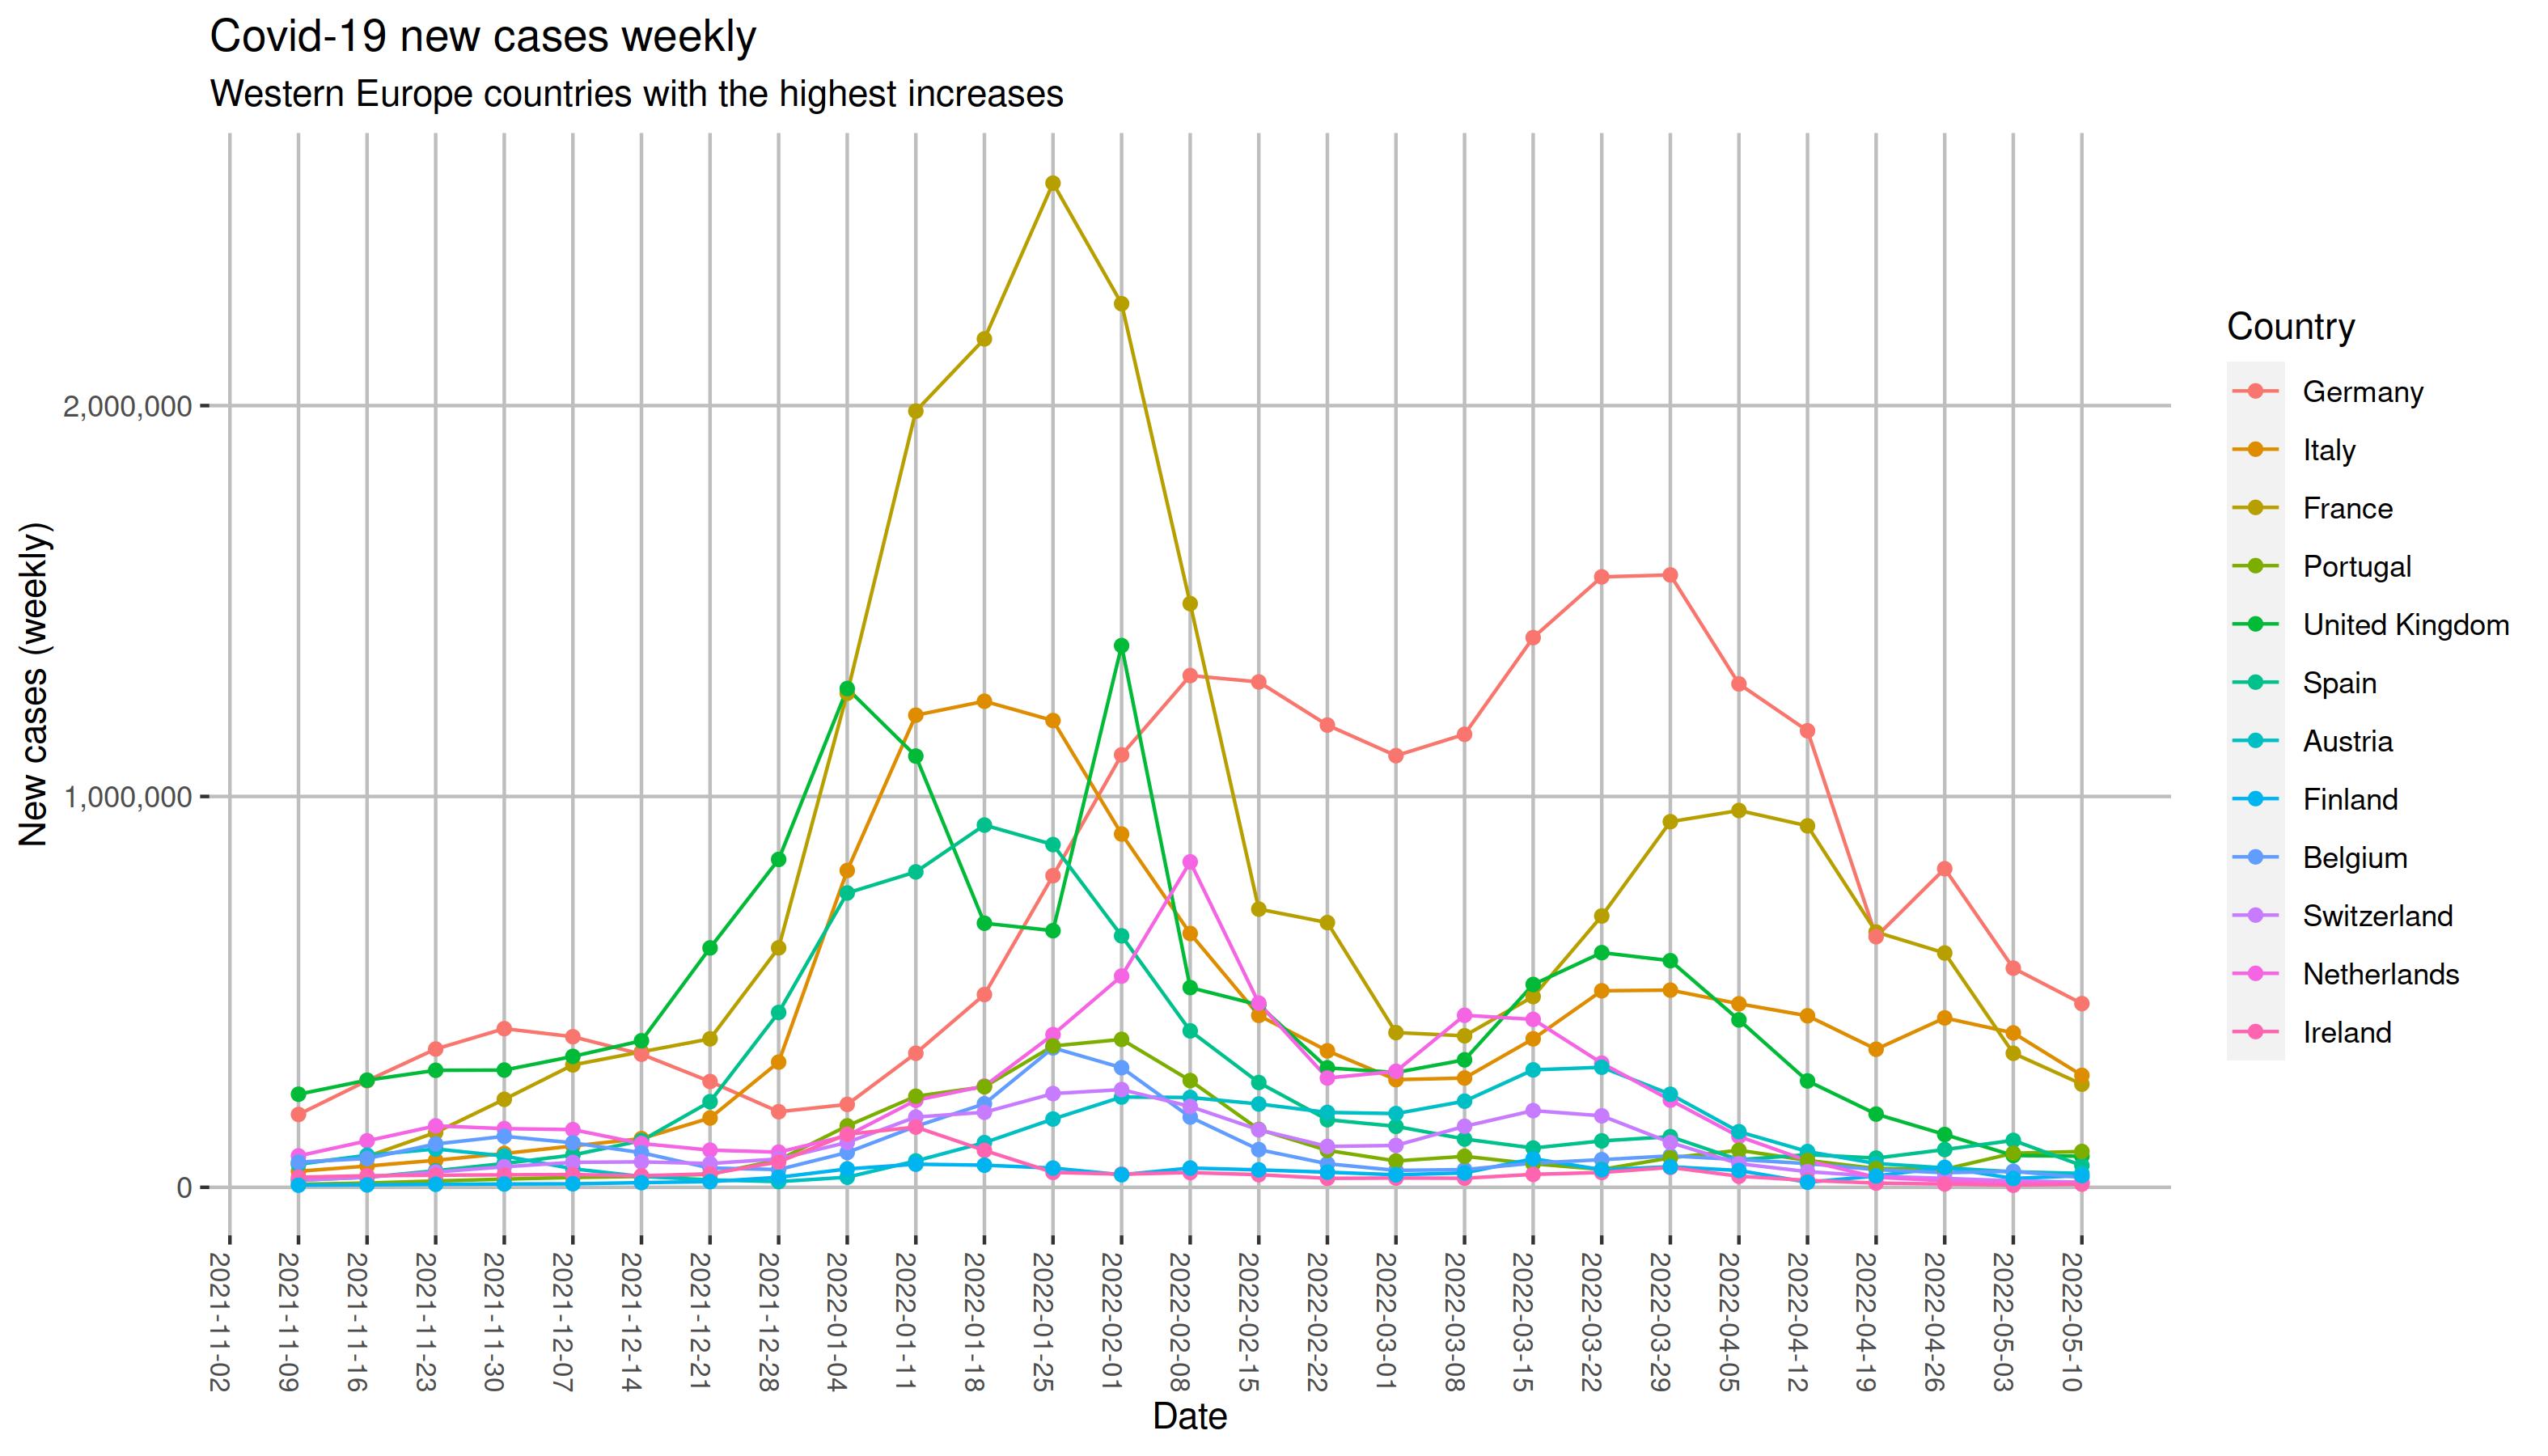 Covid-19 new cases weekly
Western Europe countries with the highest increases
New cases (weekly)
2,000,000
1,000,000
0
2021-11-02
2021-11-09
2021-11-16
2021-11-23
2021-11-30
2021-12-07
2021-12-14
2021-12-21
2021-12-28
2022-01-04
2022-01-11
2022-01-18
2022-01-25
2022-02-01
2022-02-08
2022-02-15
2022-02-22
2022-03-01
2022-03-08
2022-03-15
2022-03-22
2022-03-29
2022-04-05
2022-04-12
2022-04-19
2022-04-26
2022-05-03
2022-05-10
Date
Country
Germany
Italy
France
Portugal
United Kingdom
Spain
Austria
Finland
Belgium
Switzerland
Netherlands
Ireland